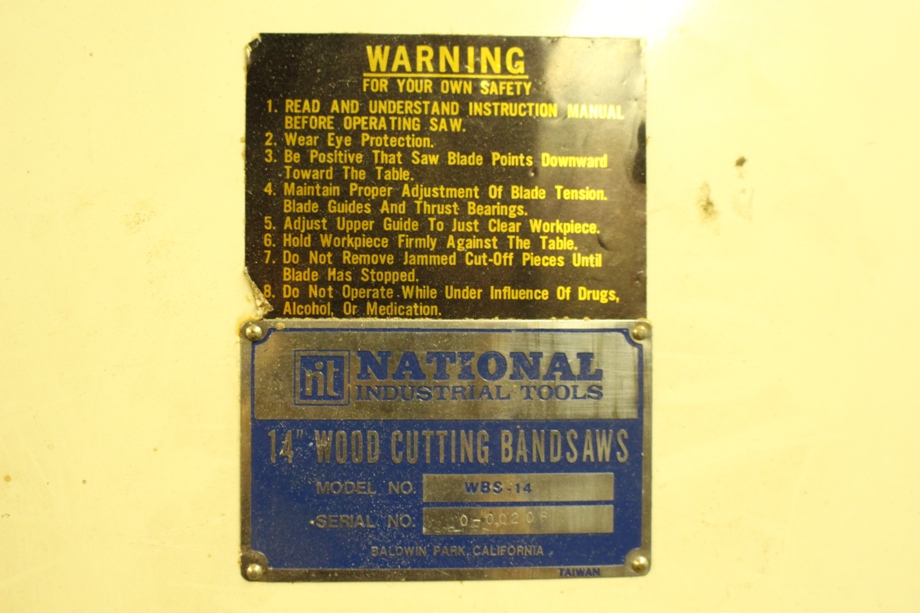 WARNING
FOR YOUR OWN SAFETY
1. READ AND UNDERSTAND INSTRUCTION MANUAL
BEFORE OPERATING SAW.
2. Wear Eye Protection.
3. Be Positive That Saw Blade Points Downward
Toward The Table.
4. Maintain Proper Adjustment Of Blade Tension.
Blade Guides And Thrust Bearings.
5. Adjust Upper Guide To Just Clear Workpiece.
6. Hold Workpiece Firmly Against The Table.
7. Do Not Remove Jammed Cut-Off Pieces Until
Blade Has Stopped.
8. Do Not Operate While Under Influence Of Drugs,
Alcohol, Or Medication.
nit NATIONAL
INDUSTRIAL TOOLS
14" WOOD CUTTING BANDSAWS
MODEL NO. WBS-14
SERIAL NO.
BALDWIN PARK, CALIFORNIA
TAIWAN